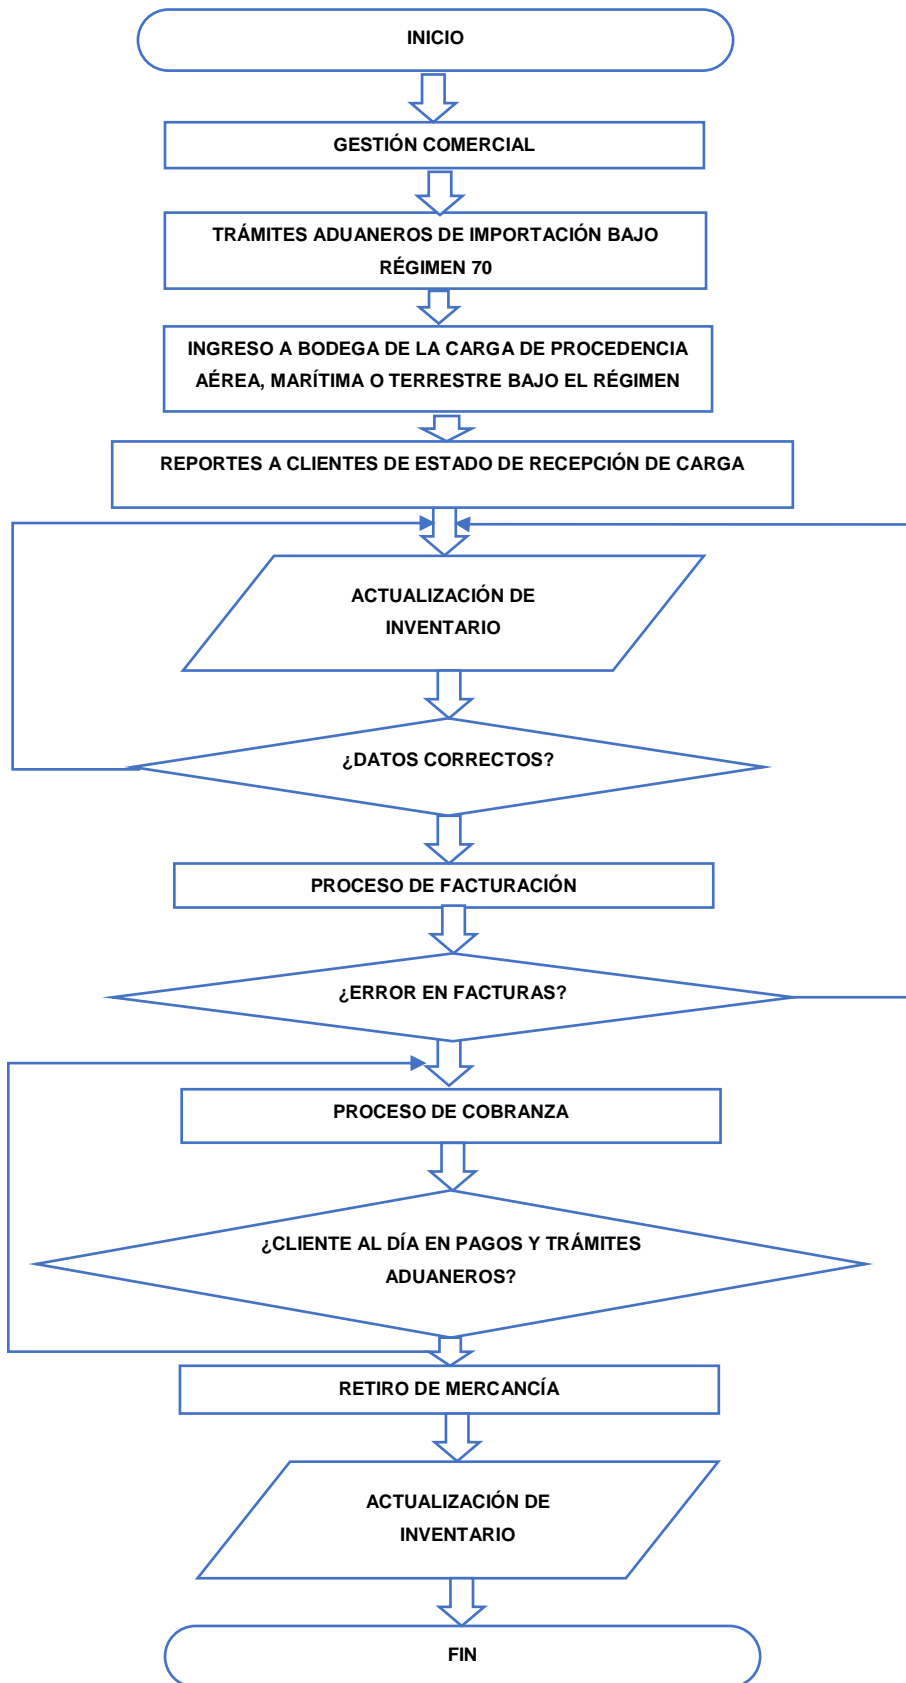 INICIO
GESTIÓN COMERCIAL
TRÁMITES ADUANEROS DE IMPORTACIÓN BAJO
RÉGIMEN 70
INGRESO A BODEGA DE LA CARGA DE PROCEDENCIA
AÉREA, MARÍTIMA O TERRESTRE BAJO EL RÉGIMEN
REPORTES A CLIENTES DE ESTADO DE RECEPCIÓN DE CARGA
ACTUALIZACIÓN DE
INVENTARIO
¿DATOS CORRECTOS?
PROCESO DE FACTURACIÓN
¿ERROR EN FACTURAS?
PROCESO DE COBRANZA
¿CLIENTE AL DÍA EN PAGOS Y TRÁMITES
ADUANEROS?
RETIRO DE MERCANCÍA
ACTUALIZACIÓN DE
INVENTARIO
FIN